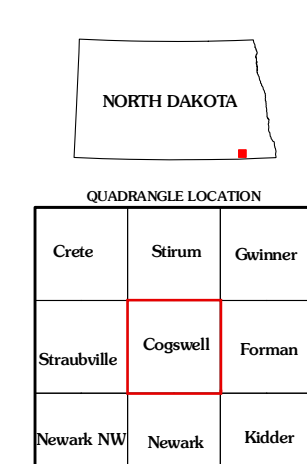 NORTH DAKOTA
QUADRANGLE LOCATION
Crete Stirum Gwinner
Straubville Cogswell Forman
Newark NW Newark Kidder